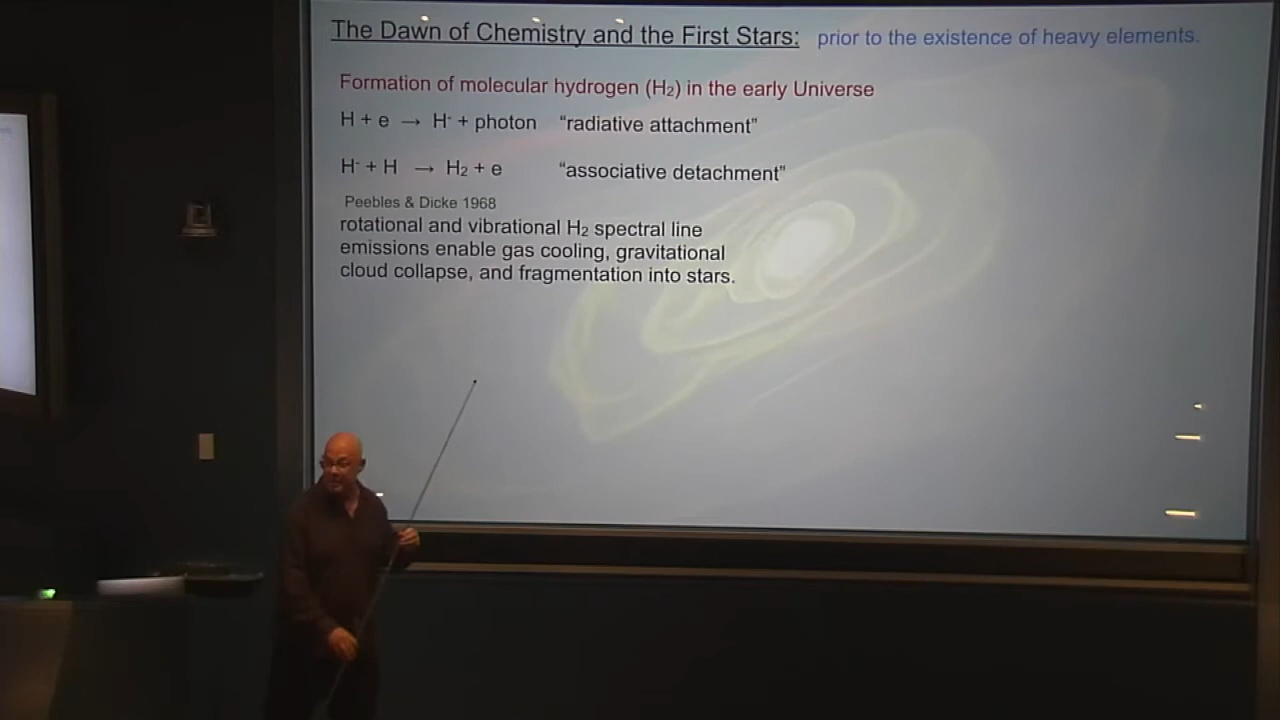 The Dawn of Chemistry and the First Stars: prior to the existence of heavy elements.
Formation of molecular hydrogen (H₂) in the early Universe
H + e → H⁻ + photon "radiative attachment"
H⁻ + H → H₂ + e "associative detachment"
Peebles & Dicke 1968
rotational and vibrational H₂ spectral line
emissions enable gas cooling, gravitational
cloud collapse, and fragmentation into stars.